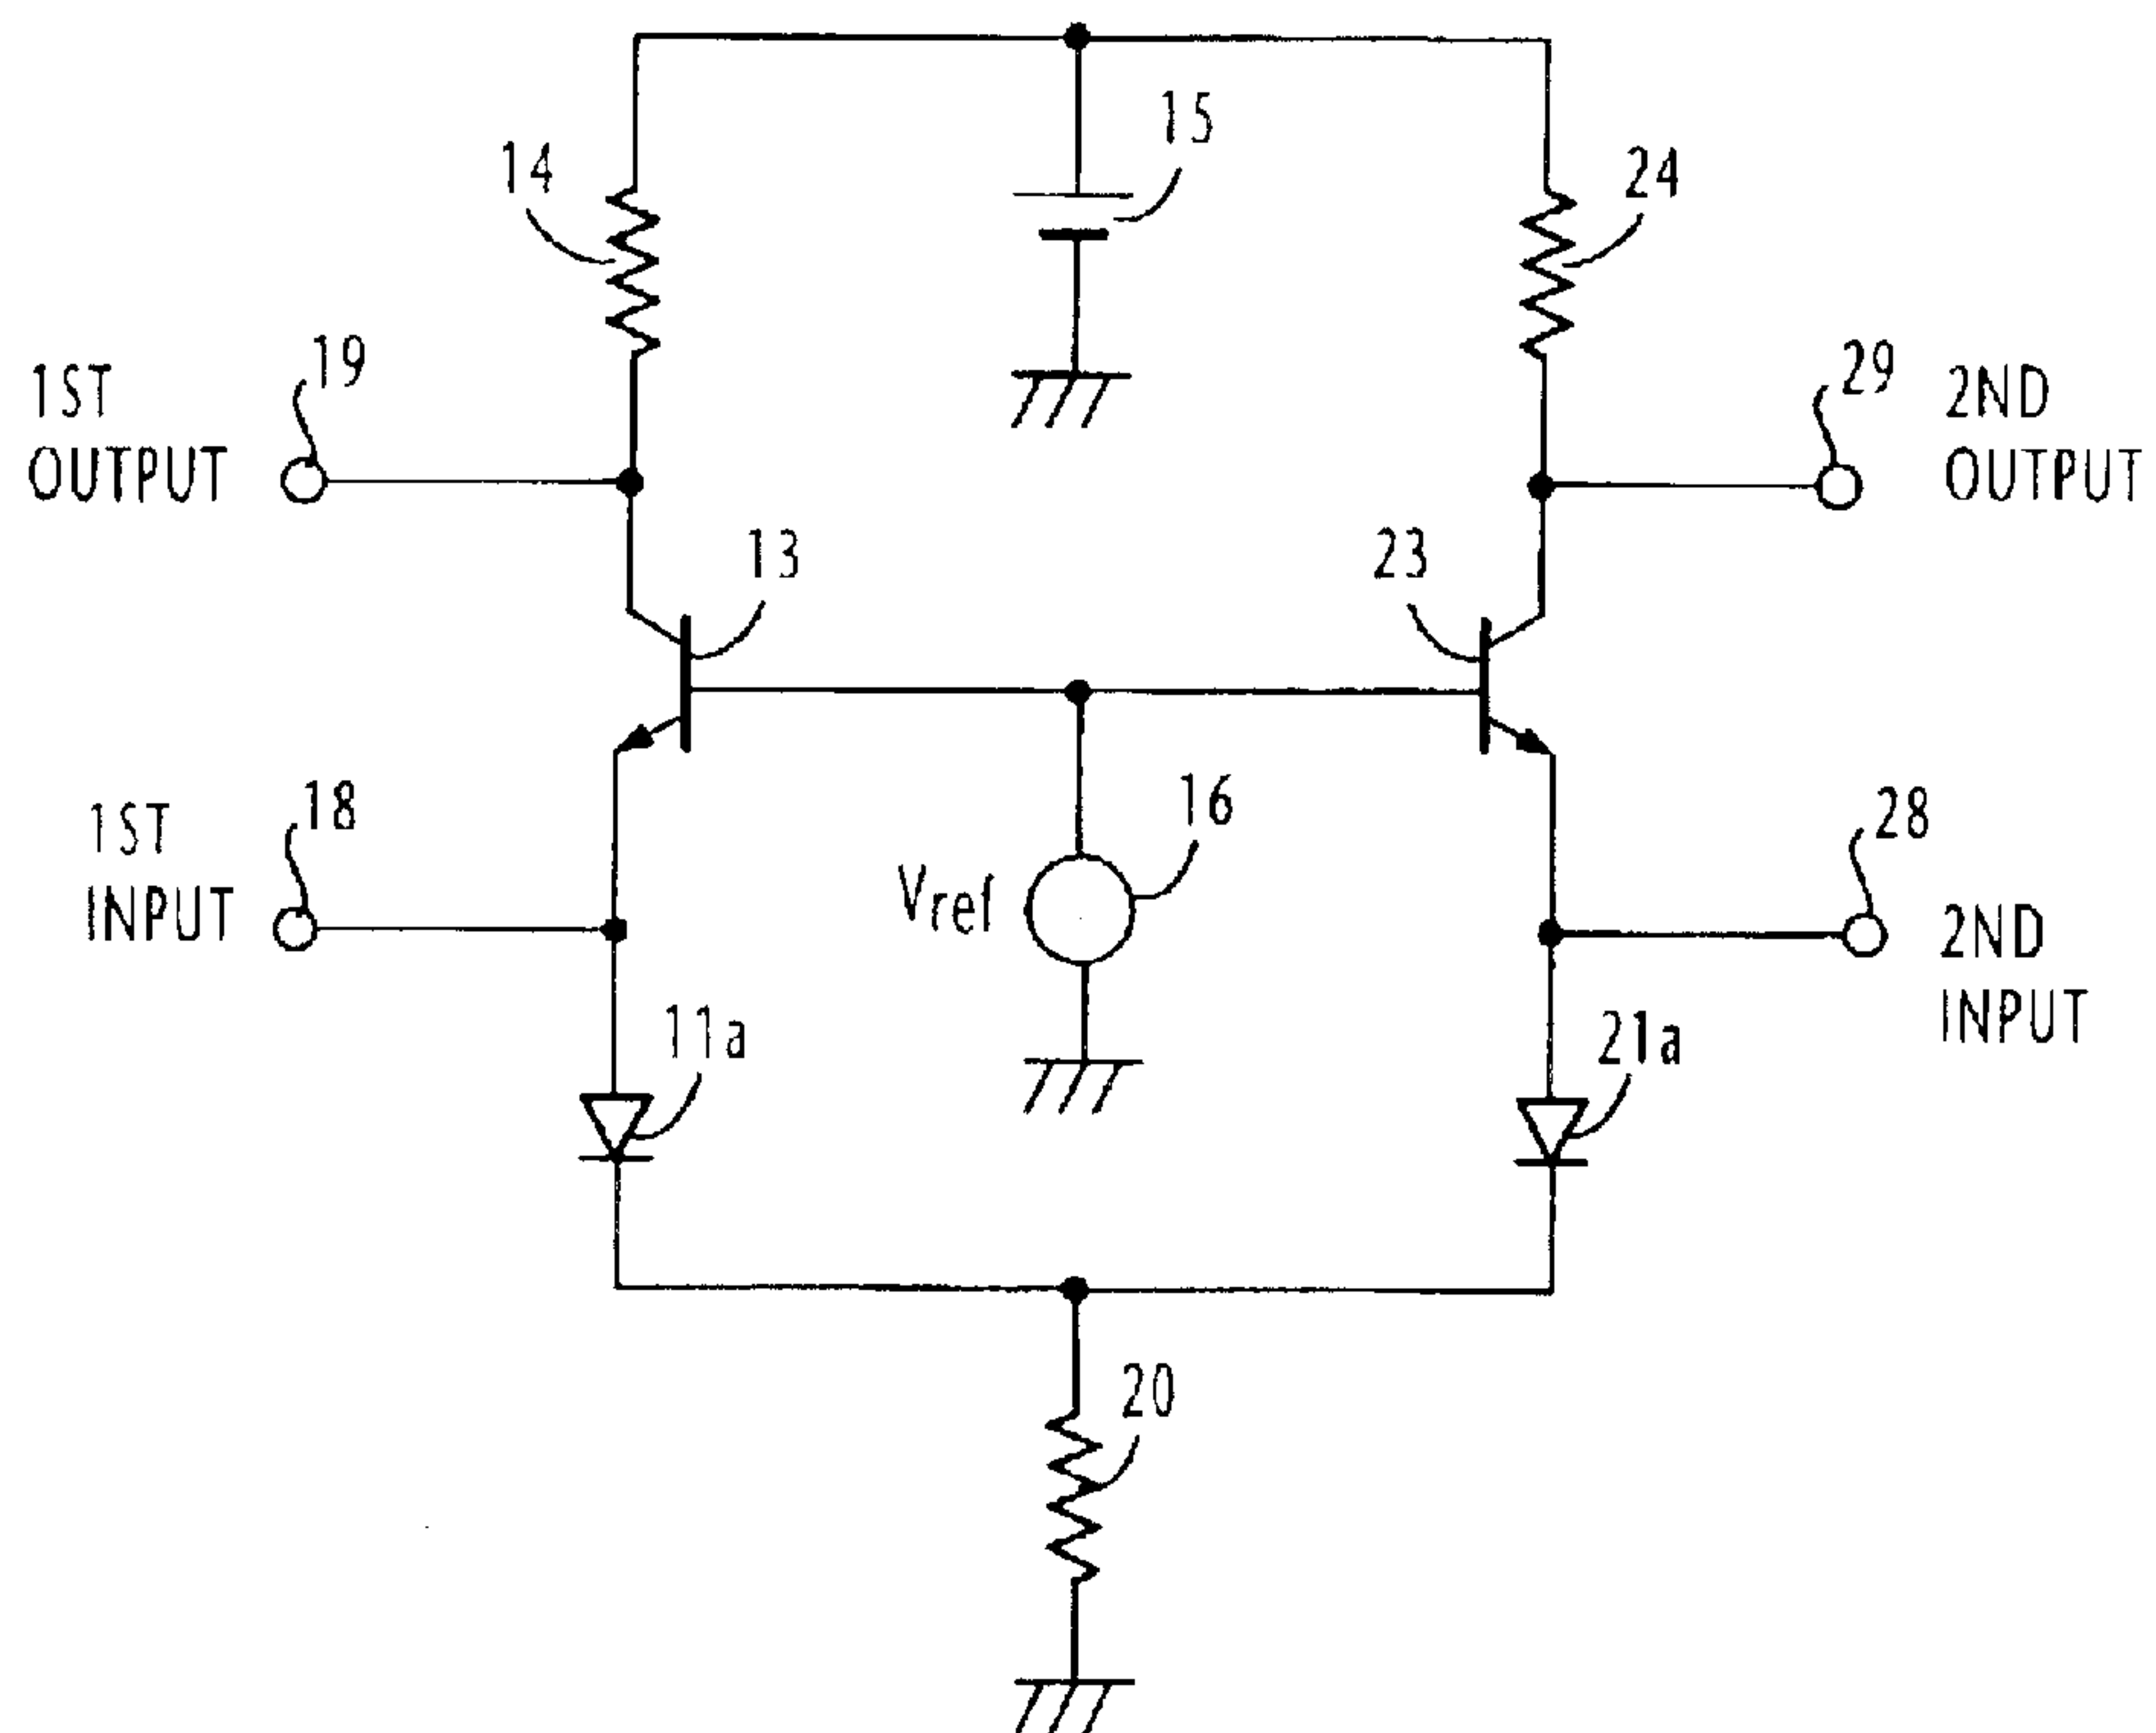 15
14
24
19
29
1ST
OUTPUT
2ND
OUTPUT
13
23
18
16
28
1ST
INPUT
Vref
2ND
INPUT
11a
21a
20